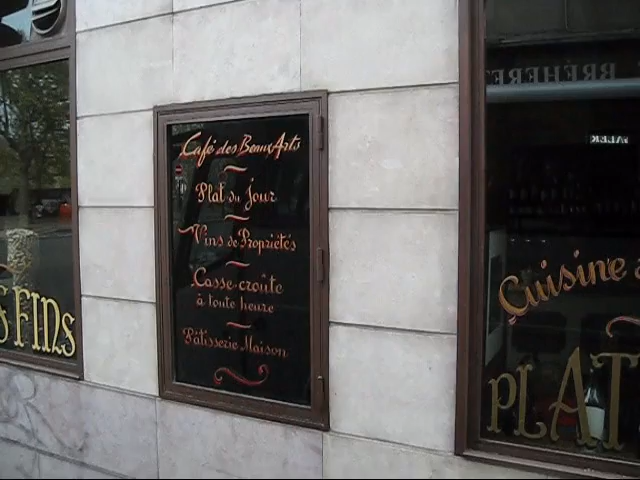 Café des Beaux Arts
Plat du Jour
Vins de Propriétés
Casse-croûte
à toute heure
Pâtisserie Maison
FINS
Cuisine
PLAT